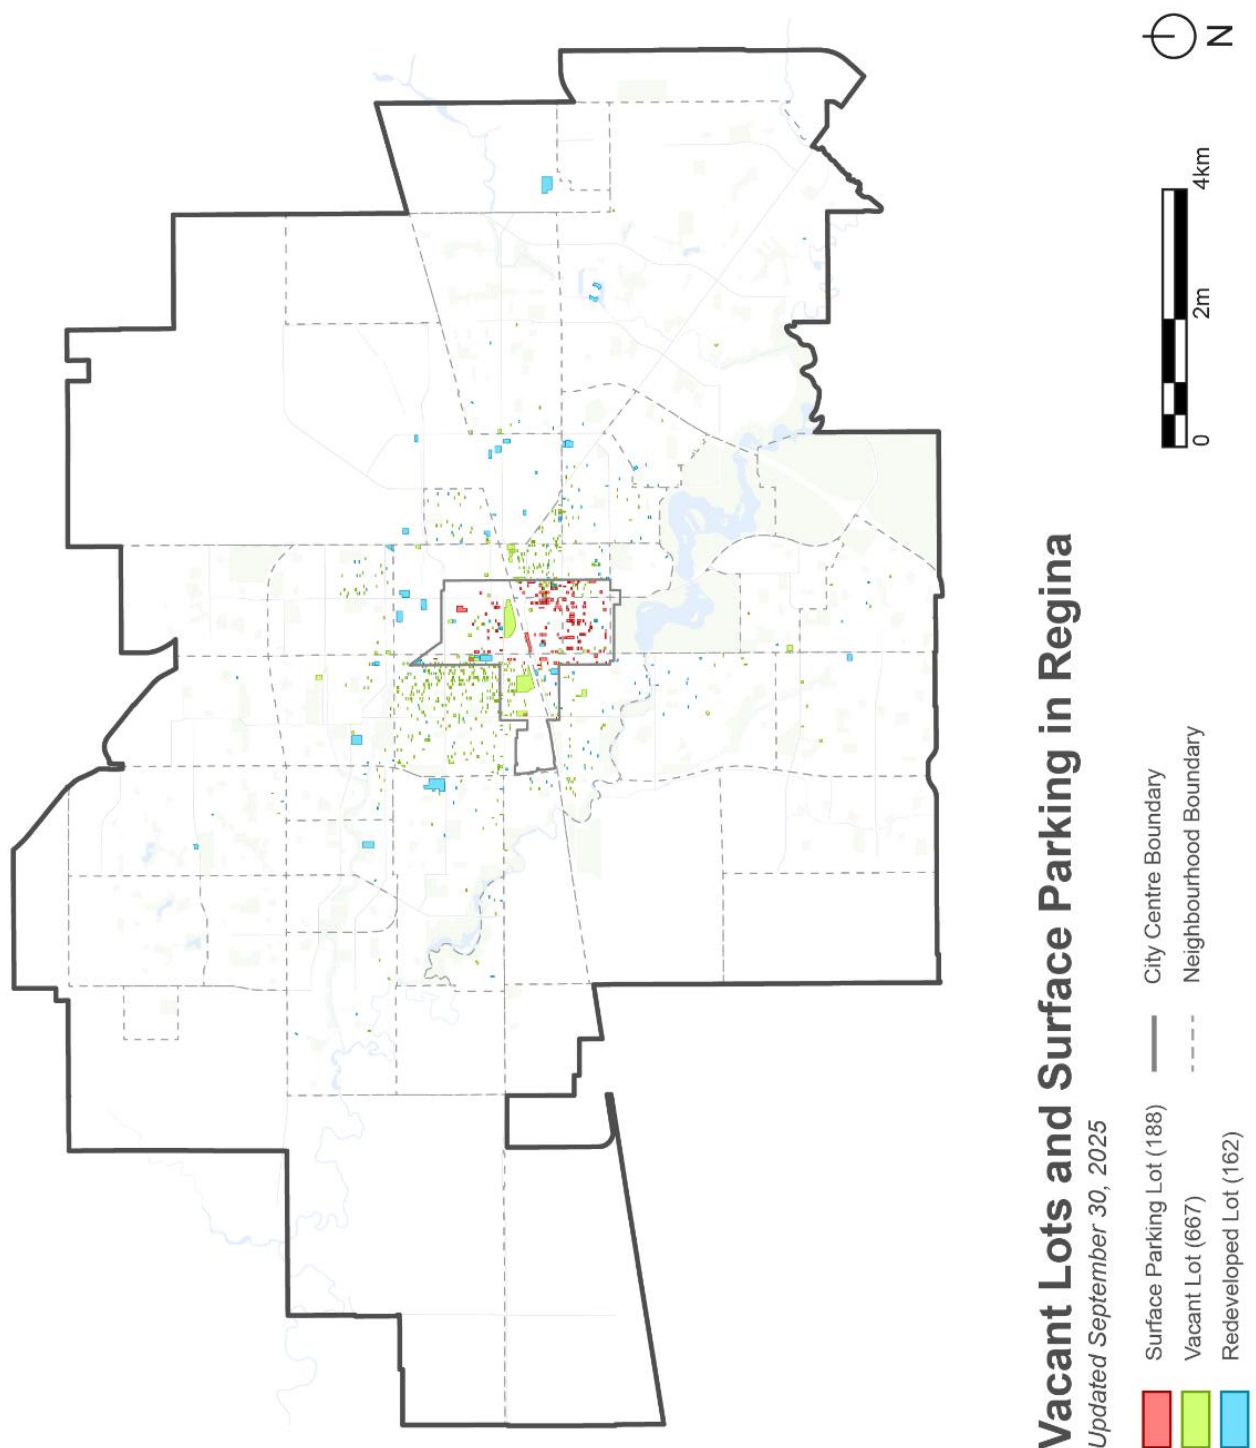 Vacant Lots and Surface Parking in Regina
Updated September 30, 2025
Surface Parking Lot (188)
Vacant Lot (667)
Redeveloped Lot (162)
City Centre Boundary
Neighbourhood Boundary
0 2m 4km
N